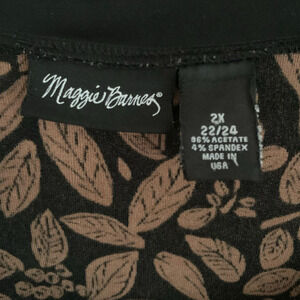 Maggie Barnes®
2X
22/24
96% ACETATE
4% SPANDEX
MADE IN
USA